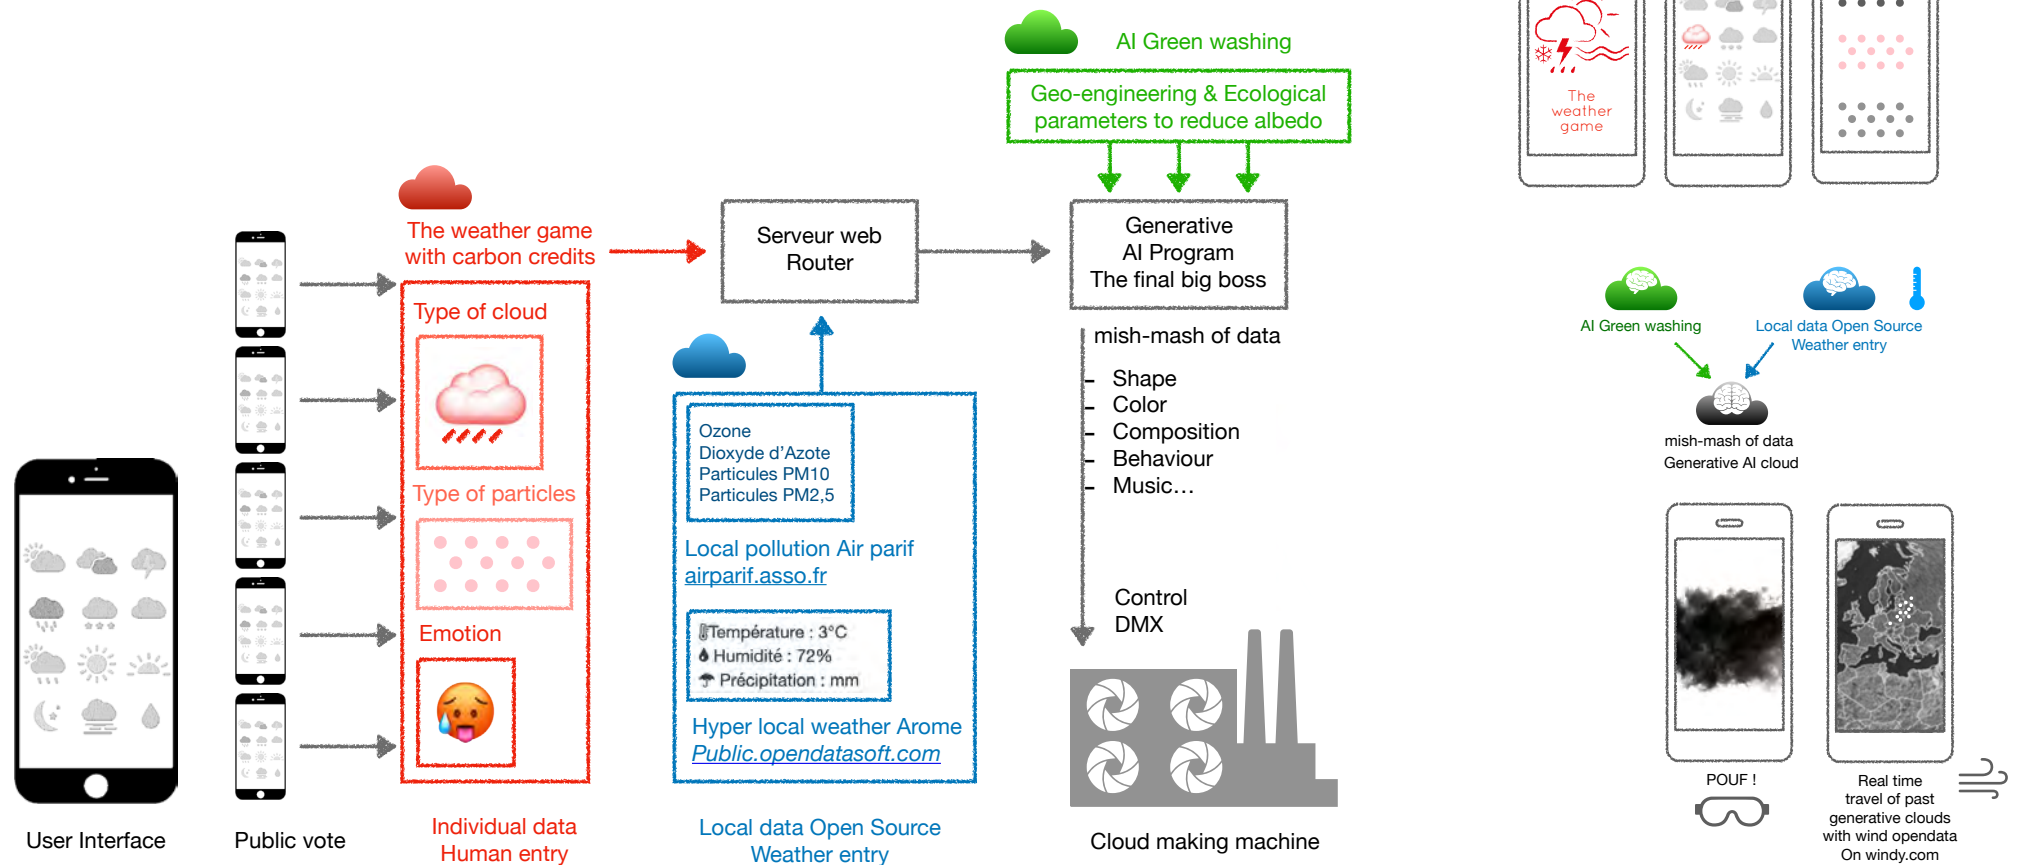 AI Green washing
Geo-engineering & Ecological
parameters to reduce albedo
The weather game
with carbon credits
Serveur web
Router
Generative
AI Program
The final big boss
Type of cloud
Type of particles
Emotion
Ozone
Dioxyde d'Azote
Particules PM10
Particules PM2,5
Local pollution Air parif
airparif.asso.fr
Température : 3°C
Humidité : 72%
Précipitation : mm
Hyper local weather Arome
Public.opendatasoft.com
mish-mash of data
- Shape
- Color
- Composition
- Behaviour
- Music…
Control
DMX
User Interface
Public vote
Individual data
Human entry
Local data Open Source
Weather entry
Cloud making machine
The
weather
game
AI Green washing
Local data Open Source
Weather entry
mish-mash of data
Generative AI cloud
POUF !
Real time
travel of past
generative clouds
with wind opendata
On windy.com